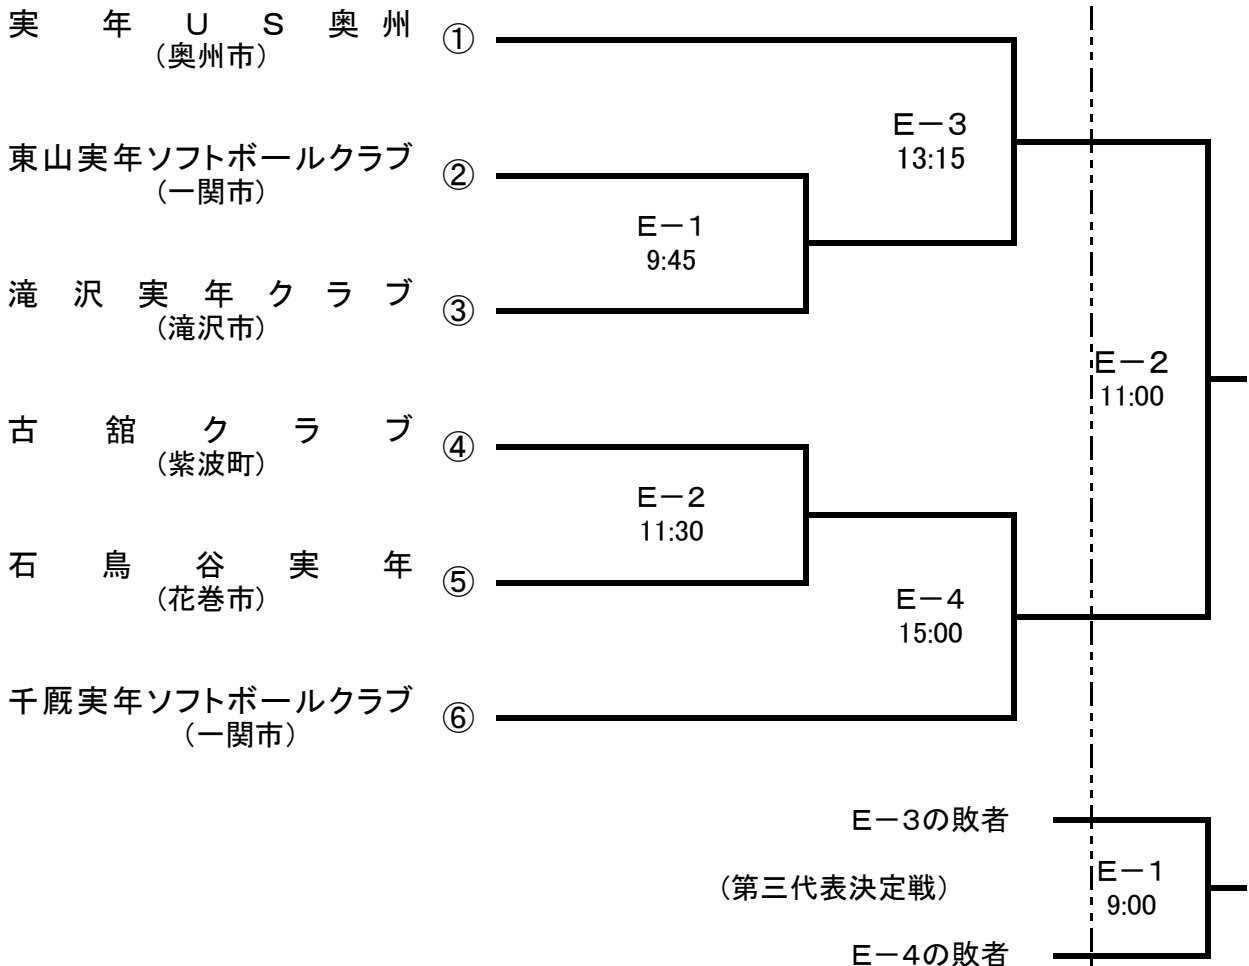 実年US奥州
（奥州市）
①
E－3
13:15
東山実年ソフトボールクラブ
（一関市）
②
E－1
9:45
滝沢実年クラブ
（滝沢市）
③
E－2
11:00
古舘クラブ
（紫波町）
④
E－2
11:30
石鳥谷実年
（花巻市）
⑤
E－4
15:00
千厩実年ソフトボールクラブ
（一関市）
⑥
E－3の敗者
（第三代表決定戦）
E－1
9:00
E－4の敗者